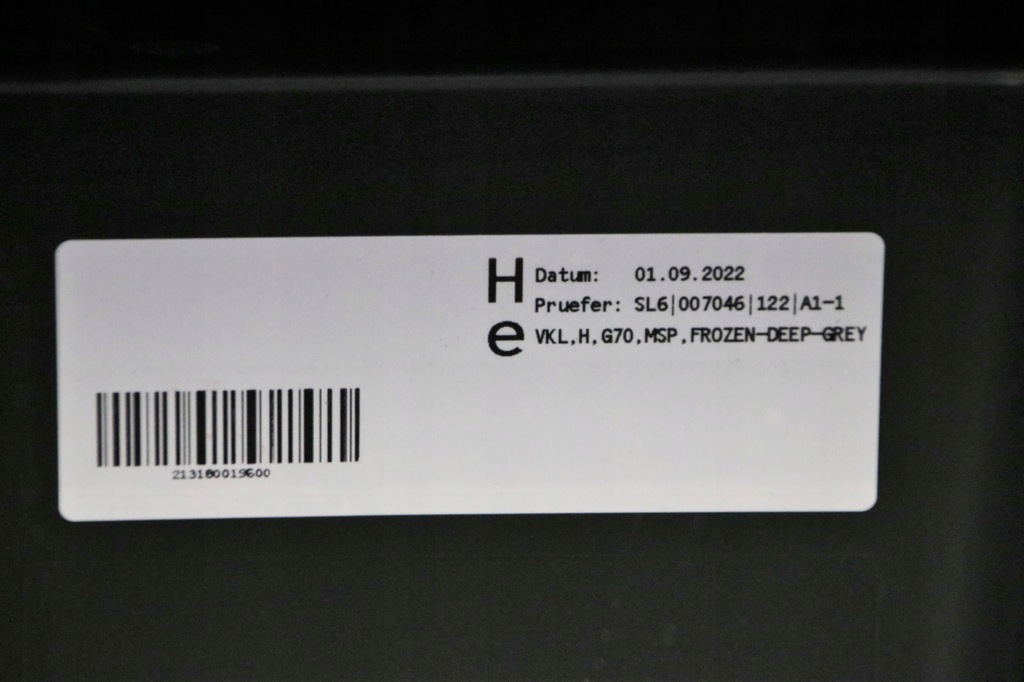 H
e
Datum: 01.09.2022
Pruefer: SL6|007046|122|A1-1
VKL,H,G70,MSP,FROZEN-DEEP-GREY
213180019600